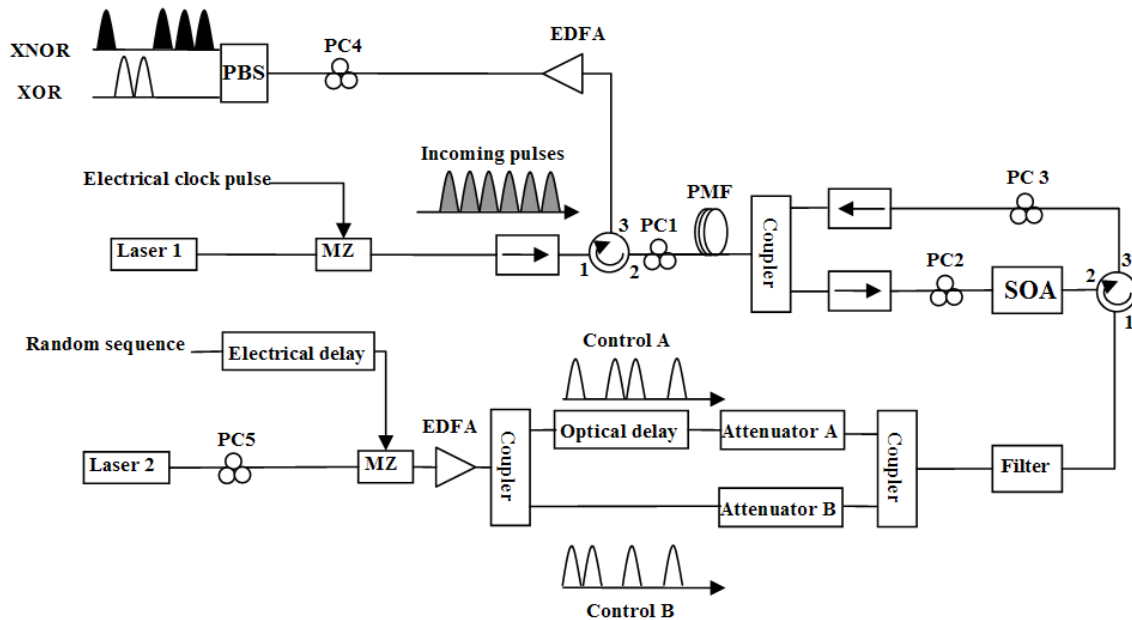 XNOR
XOR
PBS
PC4
EDFA
Electrical clock pulse
Incoming pulses
Laser 1
MZ
1
2
3
PC1
PMF
Coupler
PC 3
PC2
SOA
2
3
1
Random sequence
Electrical delay
Control A
Laser 2
PC5
MZ
EDFA
Coupler
Optical delay
Attenuator A
Attenuator B
Coupler
Filter
Control B